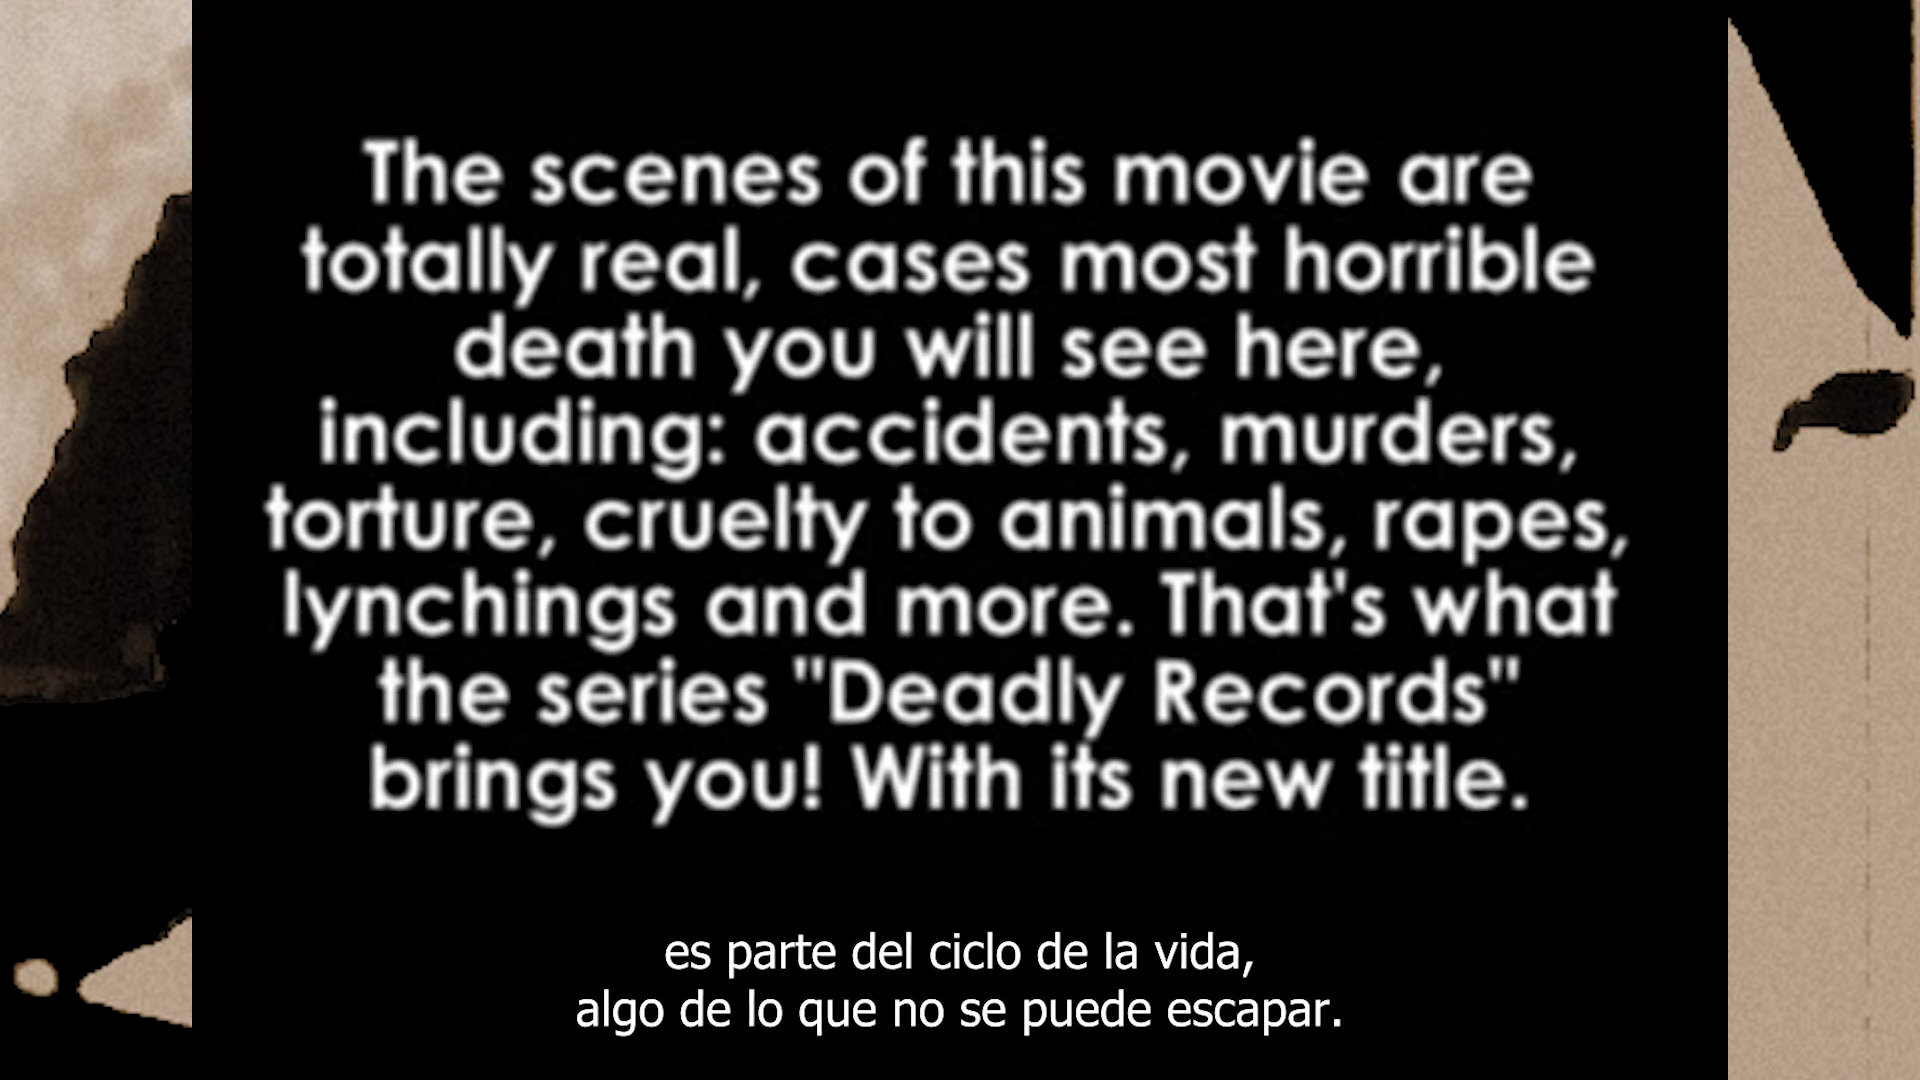 The scenes of this movie are
totally real, cases most horrible
death you will see here,
including: accidents, murders,
torture, cruelty to animals, rapes,
lynchings and more. That's what
the series "Deadly Records"
brings you! With its new title.
es parte del ciclo de la vida,
algo de lo que no se puede escapar.